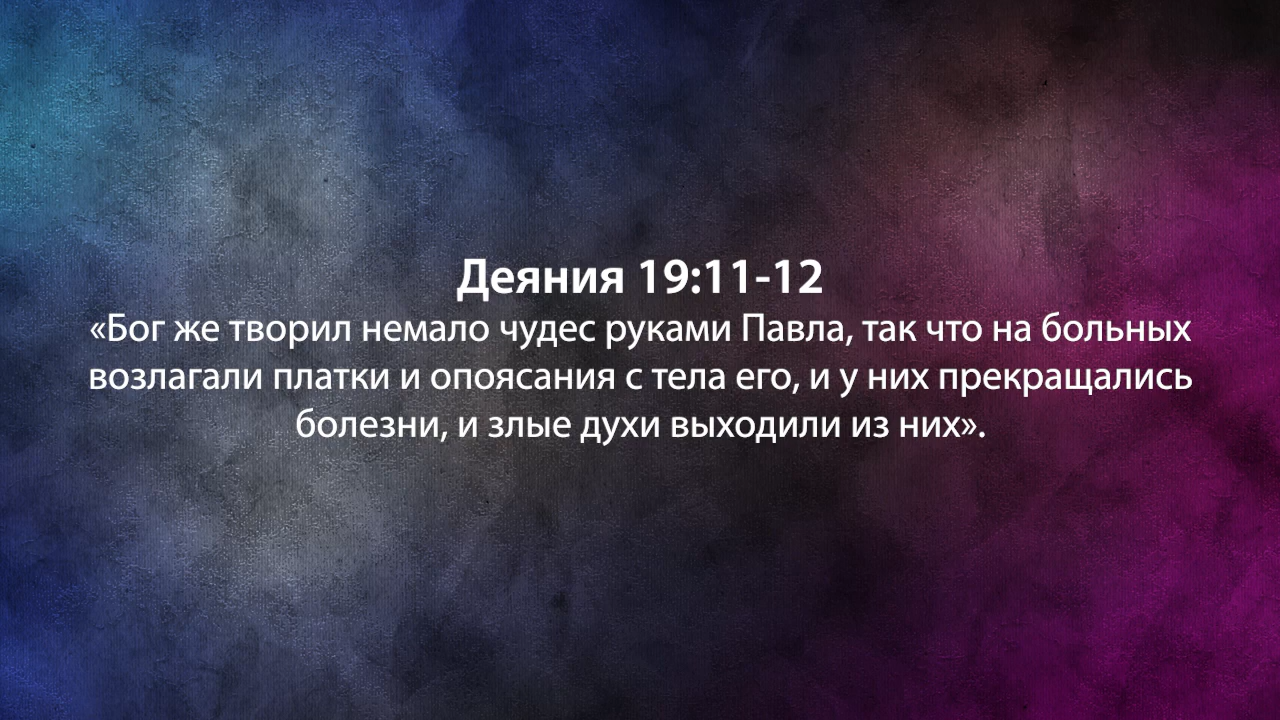 Деяния 19:11-12
«Бог же творил немало чудес руками Павла, так что на больных
возлагали платки и опоясания с тела его, и у них прекращались
болезни, и злые духи выходили из них».